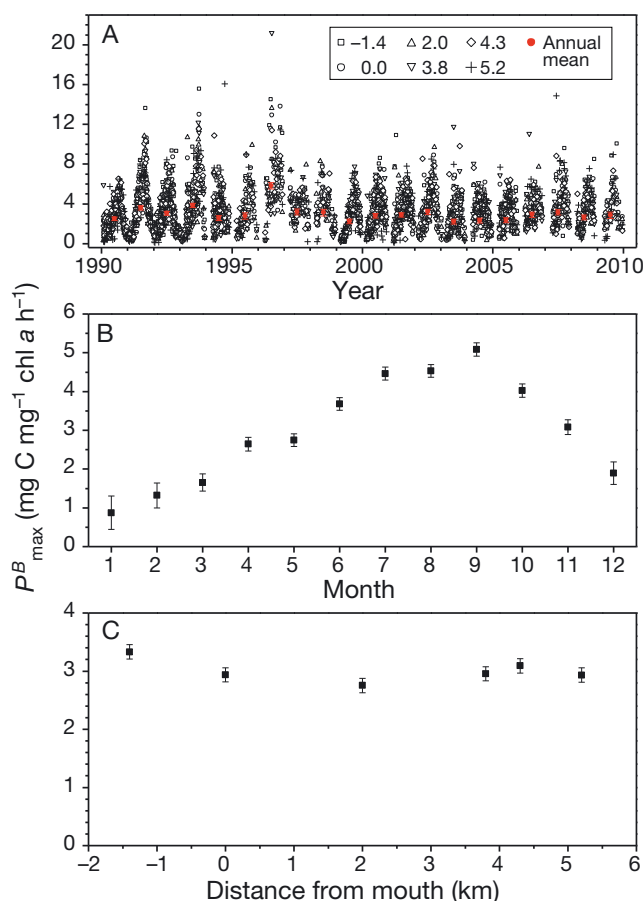 A
−1.4 2.0 4.3 Annual mean
0.0 3.8 5.2
24
20
16
12
8
4
0
1990 1995 2000 2005 2010
Year
B
6
5
4
3
2
1
0
1 2 3 4 5 6 7 8 9 10 11 12
Month
P^B_max (mg C mg⁻¹ chl a h⁻¹)
C
4
3
2
1
0
−2 −1 0 1 2 3 4 5 6
Distance from mouth (km)